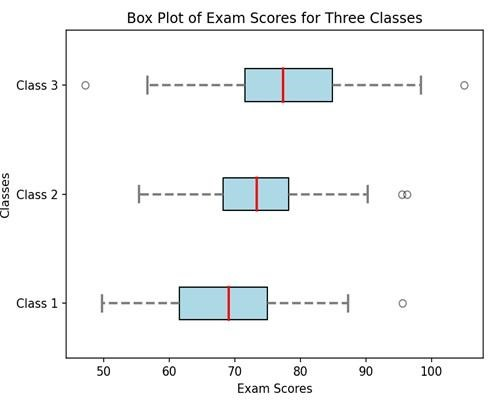 Box Plot of Exam Scores for Three Classes
Class 3
Class 2
Class 1
Classes
50 60 70 80 90 100
Exam Scores